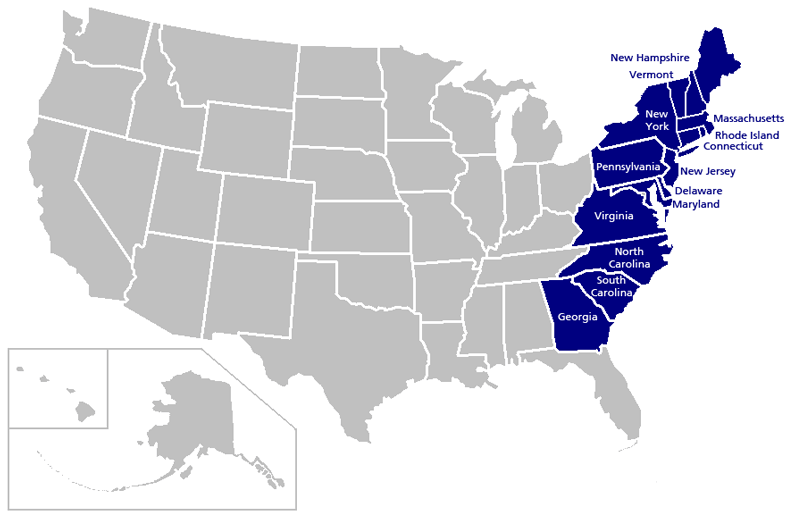 New Hampshire
Vermont
New
York
Massachusetts
Rhode Island
Connecticut
Pennsylvania
New Jersey
Delaware
Maryland
Virginia
North
Carolina
South
Carolina
Georgia